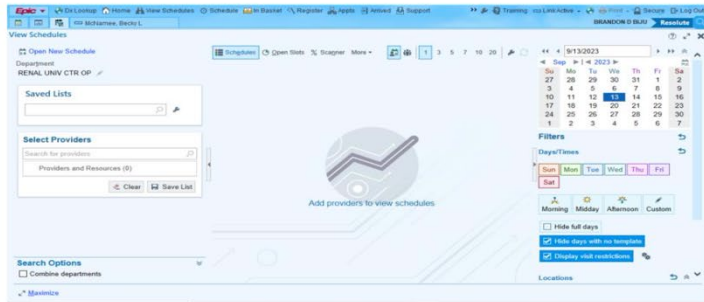 Epic Dx Lookup Home View Schedules Schedule In Basket Register Appts Arrived Support Training Link Active Print Secure Log Out
McNamee, Becky L
BRANDON D BIJU Resolute
View Schedules
Open New Schedule
Department
RENAL UNIV CTR OP
Saved Lists
Select Providers
Search for providers
Providers and Resources (0)
Clear Save List
Search Options
Combine departments
Maximize
Schedules Open Slots Scanner More
1 3 5 7 10 20
Add providers to view schedules
9/13/2023
Sep 2023
Su Mo Tu We Th Fr Sa
27 28 29 30 31 1 2
3 4 5 6 7 8 9
10 11 12 13 14 15 16
17 18 19 20 21 22 23
24 25 26 27 28 29 30
1 2 3 4 5 6 7
Filters
Days/Times
Sun Mon Tue Wed Thu Fri
Sat
Morning Midday Afternoon Custom
Hide full days
Hide days with no template
Display visit restrictions
Locations